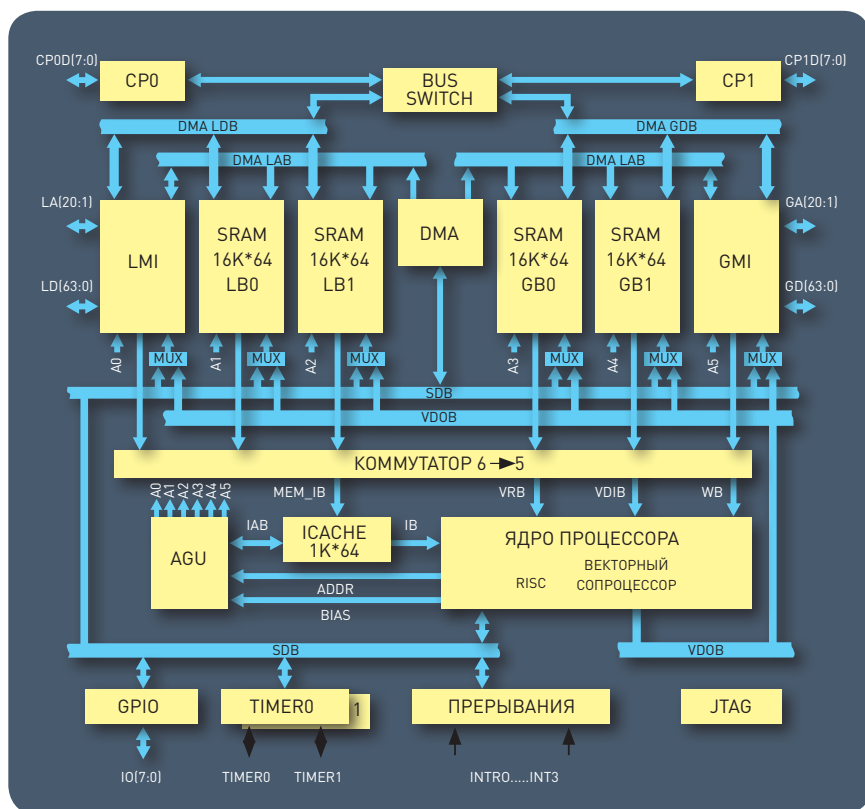 CP0D(7:0)
CP0
BUS
SWITCH
CP1
CP1D(7:0)
DMA LDB
DMA GDB
DMA LAB
DMA LAB
LA(20:1)
LD(63:0)
LMI
SRAM
16K*64
LB0
SRAM
16K*64
LB1
DMA
SRAM
16K*64
GB0
SRAM
16K*64
GB1
GMI
GA(20:1)
GD(63:0)
A0
MUX
A1
MUX
A2
MUX
A3
MUX
A4
MUX
A5
MUX
SDB
VDOB
КОММУТАТОР 6 5
A0
A1
A2
A3
A4
A5
MEM_IB
VRB
VDIB
WB
AGU
IAB
ICACHE
1K*64
IB
ЯДРО ПРОЦЕССОРА
RISC
ВЕКТОРНЫЙ
СОПРОЦЕССОР
ADDR
BIAS
SDB
VDOB
GPIO
TIMER0
1
ПРЕРЫВАНИЯ
JTAG
IO(7:0)
TIMER0
TIMER1
INTR0.....INT3